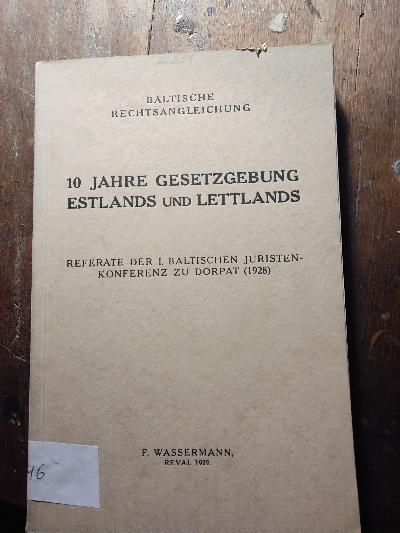 BALTISCHE
RECHTSANGLEICHUNG
10 JAHRE GESETZGEBUNG
ESTLANDS UND LETTLANDS
REFERATE DER I. BALTISCHEN JURISTEN-
KONFERENZ ZU DORPAT (1928)
F. WASSERMANN,
REVAL 1929.
46